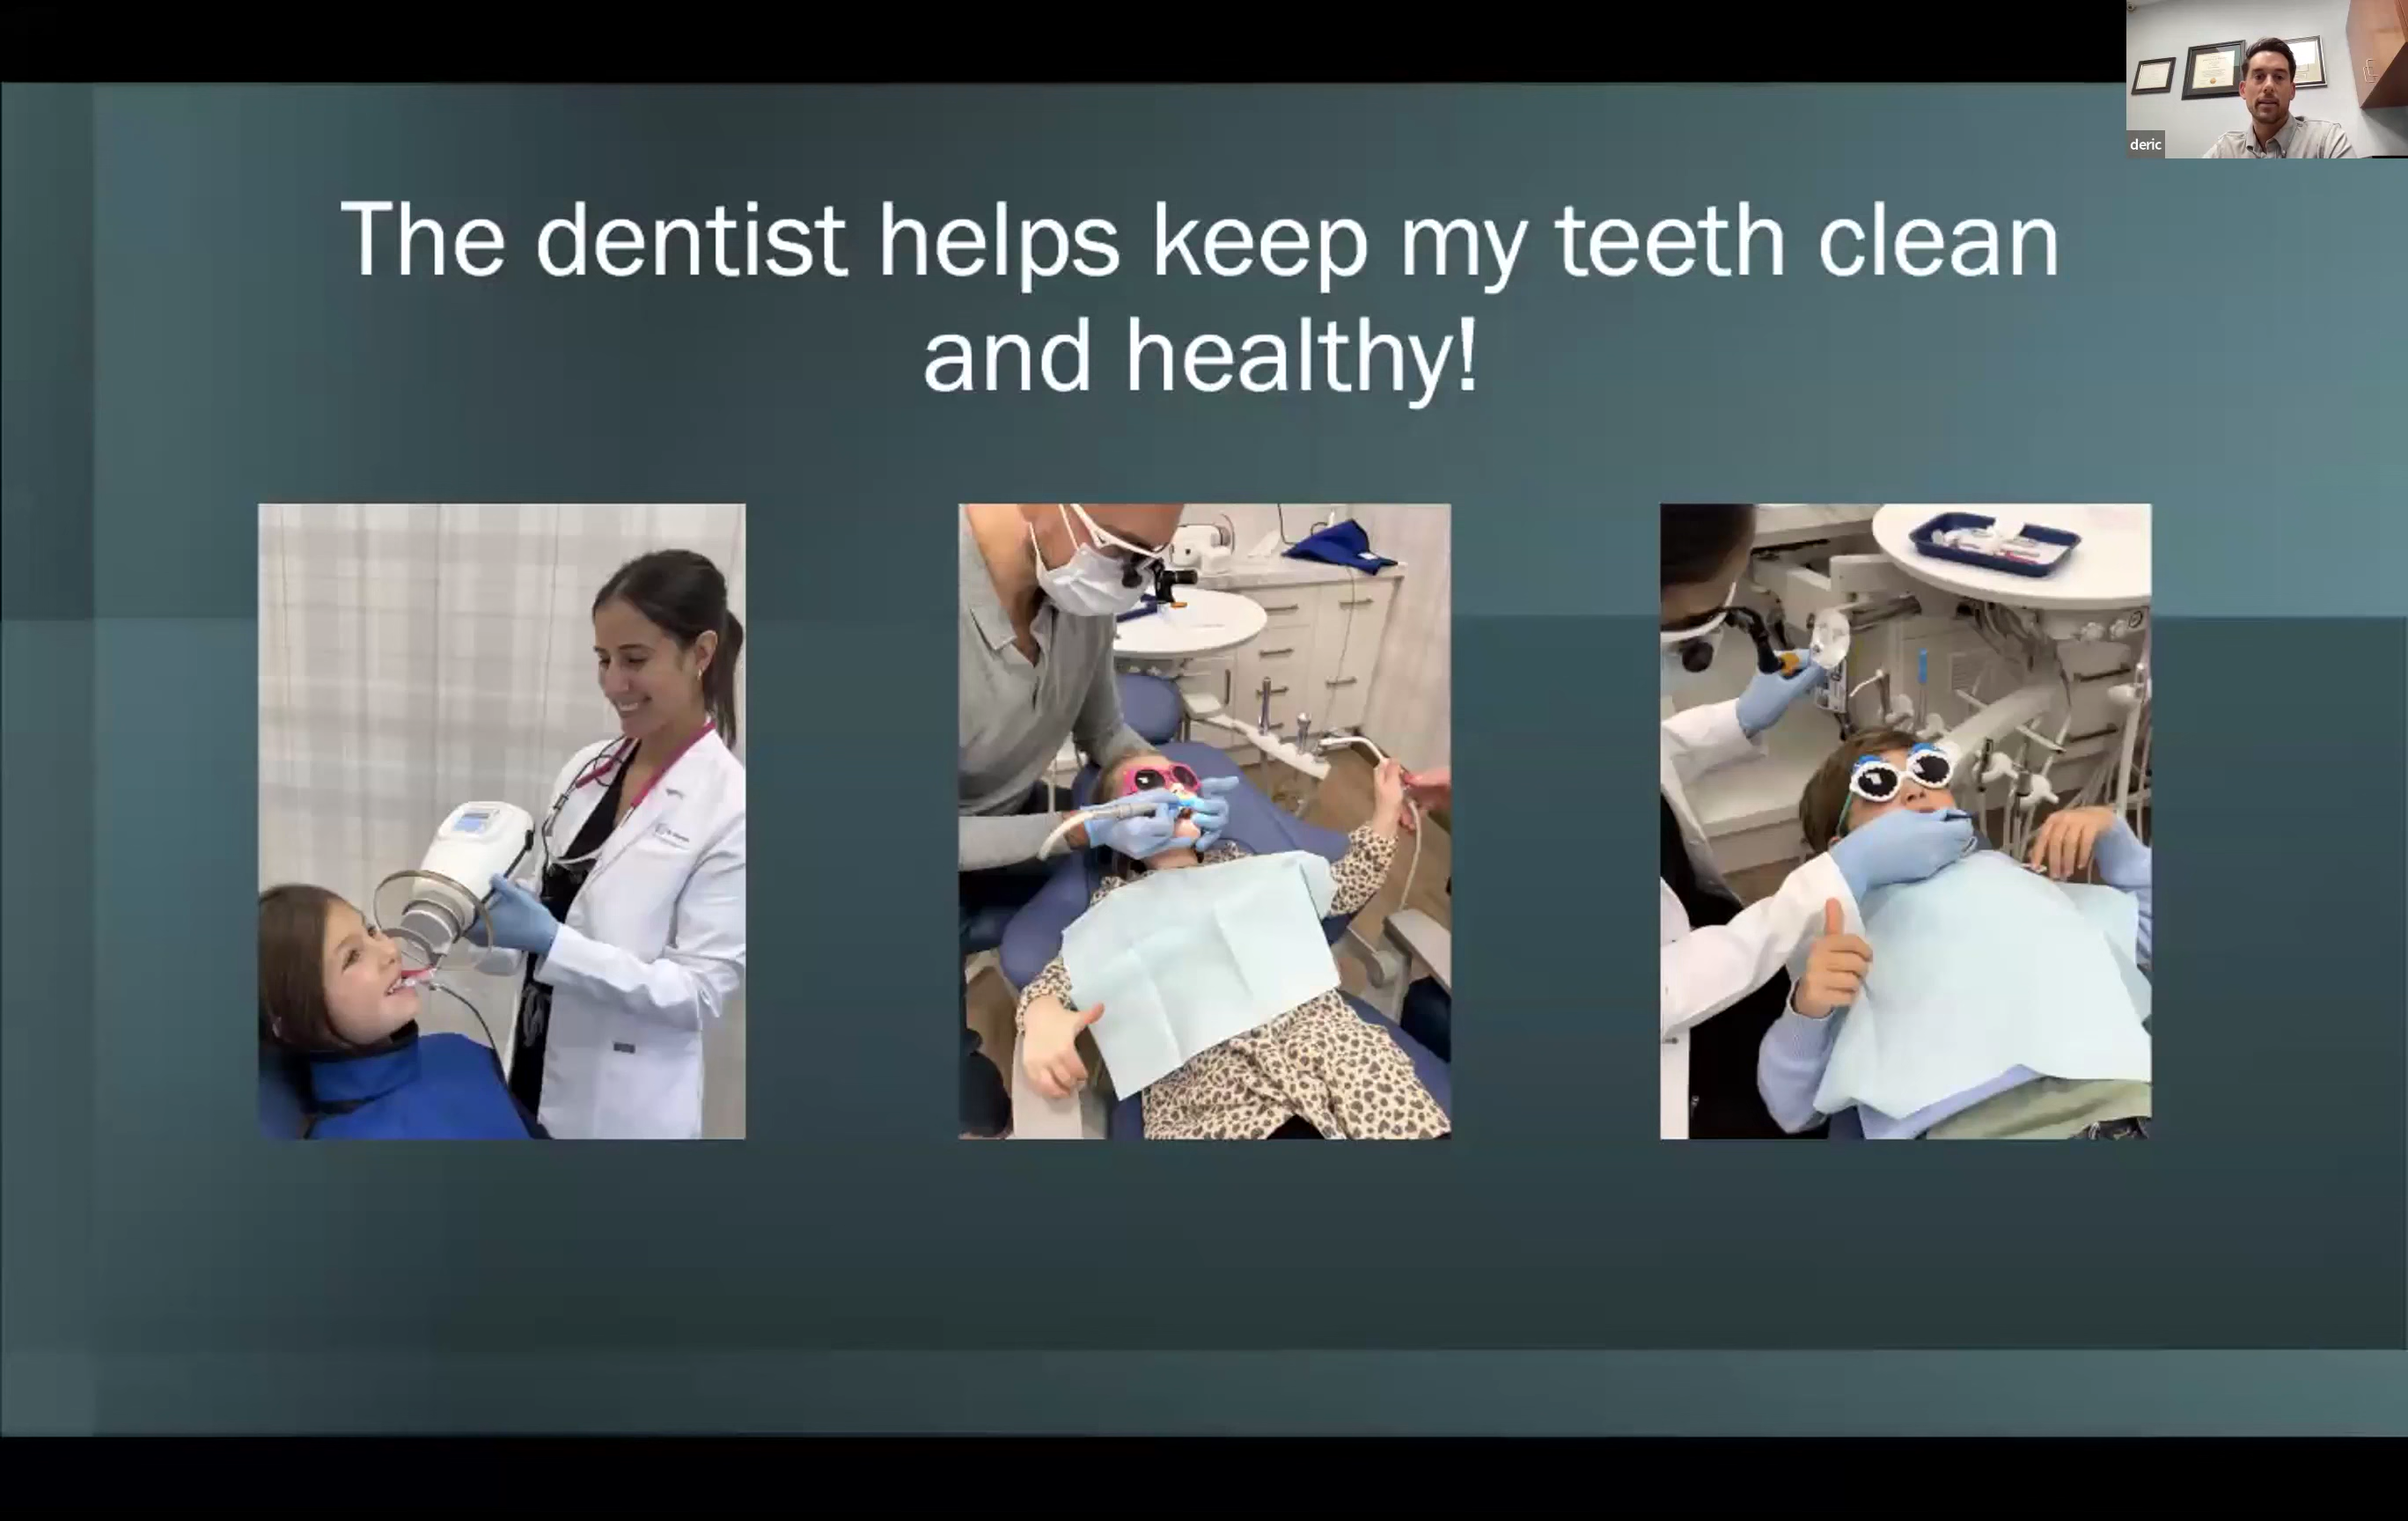 The dentist helps keep my teeth clean
and healthy!
deric